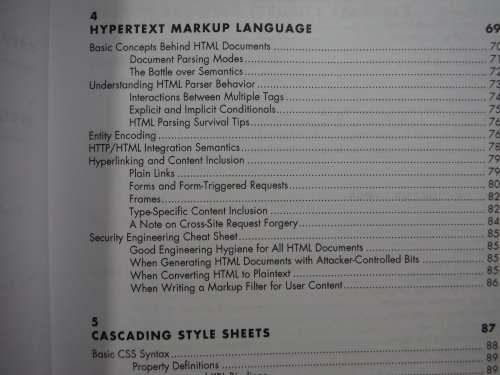 4
HYPERTEXT MARKUP LANGUAGE 69
Basic Concepts Behind HTML Documents 70
Document Parsing Modes 71
The Battle over Semantics 72
Understanding HTML Parser Behavior 73
Interactions Between Multiple Tags 74
Explicit and Implicit Conditionals 75
HTML Parsing Survival Tips 76
Entity Encoding 76
HTTP/HTML Integration Semantics 78
Hyperlinking and Content Inclusion 79
Plain Links 79
Forms and Form-Triggered Requests 80
Frames 82
Type-Specific Content Inclusion 82
A Note on Cross-Site Request Forgery 84
Security Engineering Cheat Sheet 85
Good Engineering Hygiene for All HTML Documents 85
When Generating HTML Documents with Attacker-Controlled Bits 85
When Converting HTML to Plaintext 85
When Writing a Markup Filter for User Content 86
5
CASCADING STYLE SHEETS 87
Basic CSS Syntax 88
Property Definitions 89
89